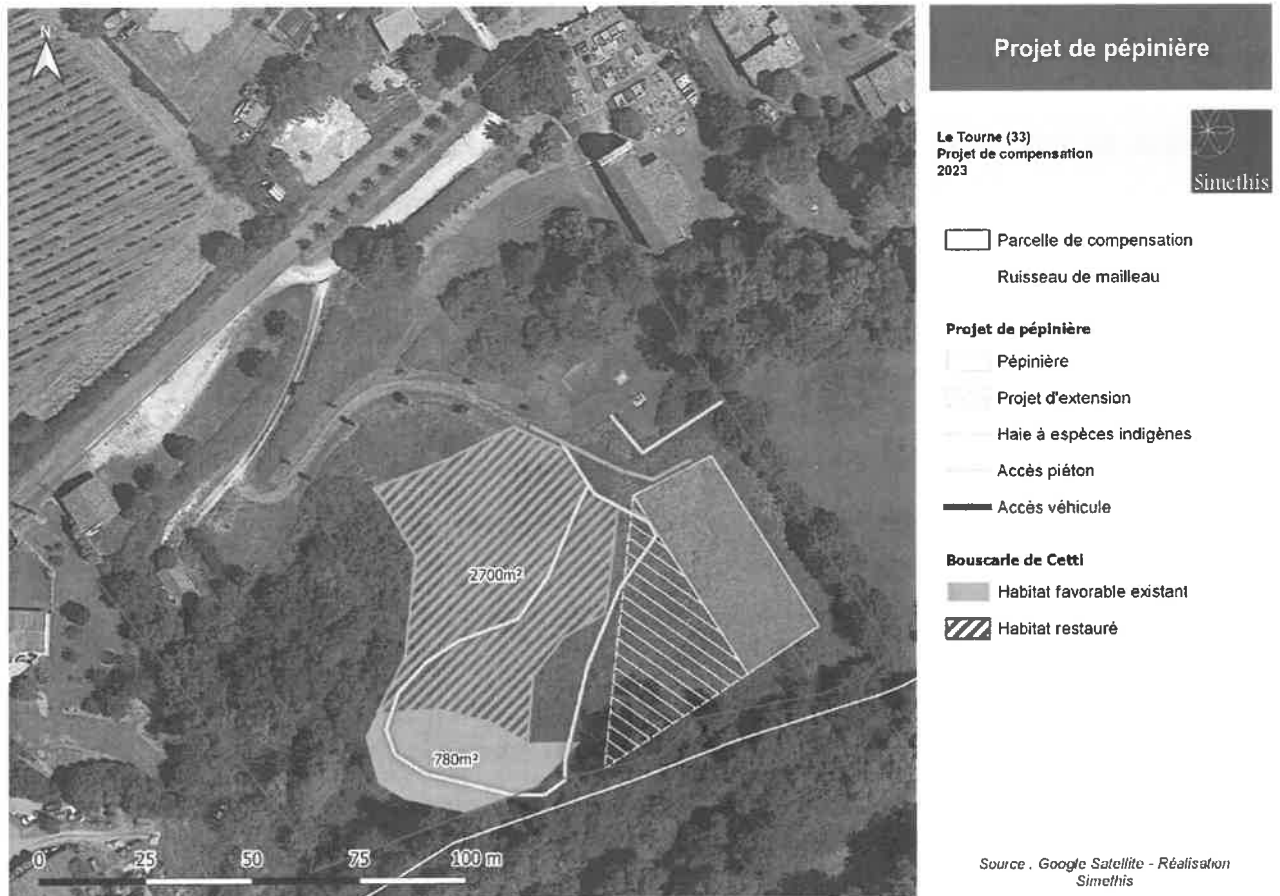 N
2700m²
780m²
0 25 50 75 100 m
Projet de pépinière
Le Tourne (33)
Projet de compensation
2023
Simethis
Parcelle de compensation
Ruisseau de mailleau
Projet de pépinière
Pépinière
Projet d'extension
Haie à espèces indigènes
Accès piéton
Accès véhicule
Bouscarle de Cetti
Habitat favorable existant
Habitat restauré
Source . Google Satellite - Réalisation
Simethis